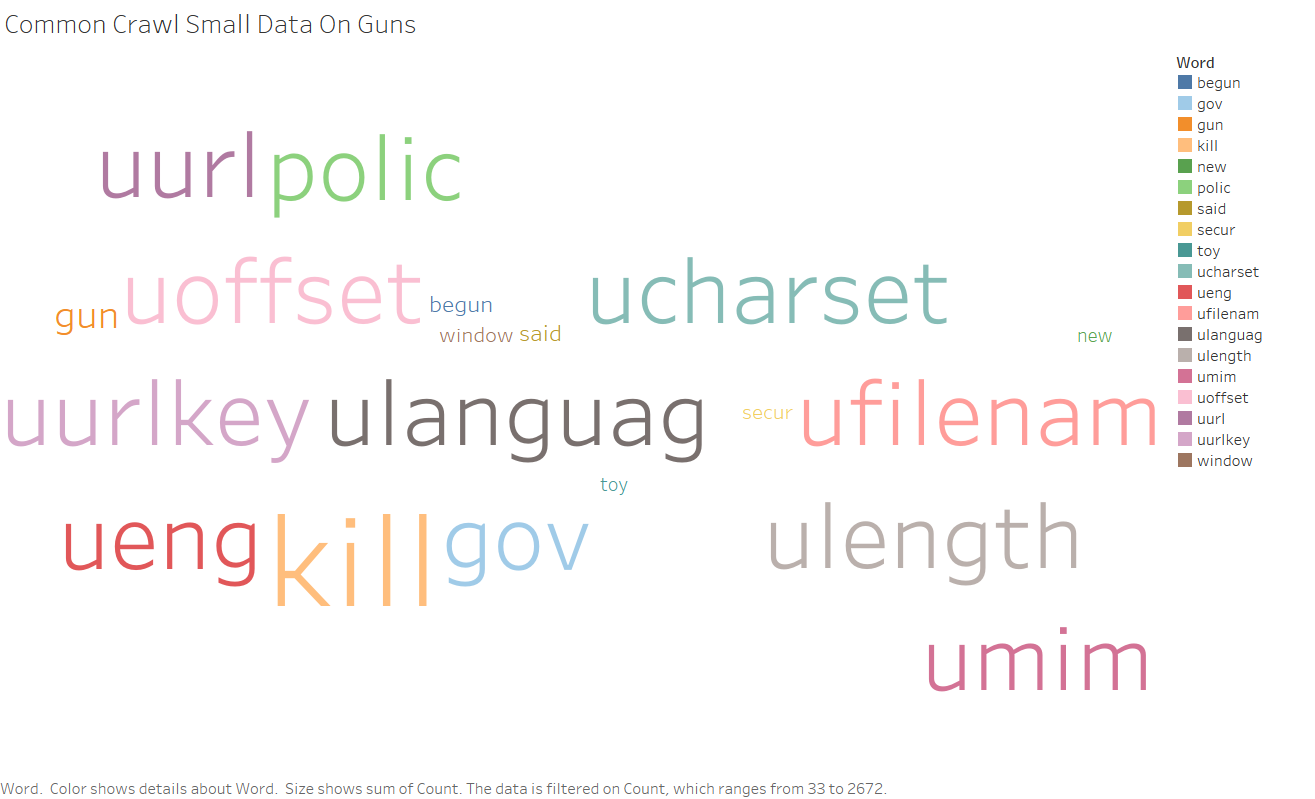 Common Crawl Small Data On Guns
uurl polic
uoffset ucharset
gun begun
window said new
uurlkey ulanguag secur ufilenam
toy
ueng kill gov ulength
umim
Word
begun
gov
gun
kill
new
polic
said
secur
toy
ucharset
ueng
ufilenam
ulanguag
ulength
umim
uoffset
uurl
uurlkey
window
Word. Color shows details about Word. Size shows sum of Count. The data is filtered on Count, which ranges from 33 to 2672.